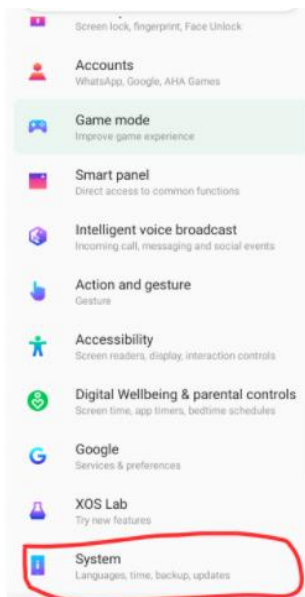 Screen lock, fingerprint, Face Unlock
Accounts
WhatsApp, Google, AHA Games
Game mode
Improve game experience
Smart panel
Direct access to common functions
Intelligent voice broadcast
Incoming call, messaging and social events
Action and gesture
Gesture
Accessibility
Screen readers, display, interaction controls
Digital Wellbeing & parental controls
Screen time, app timers, bedtime schedules
Google
Services & preferences
XOS Lab
Try new features
System
Languages, time, backup, updates